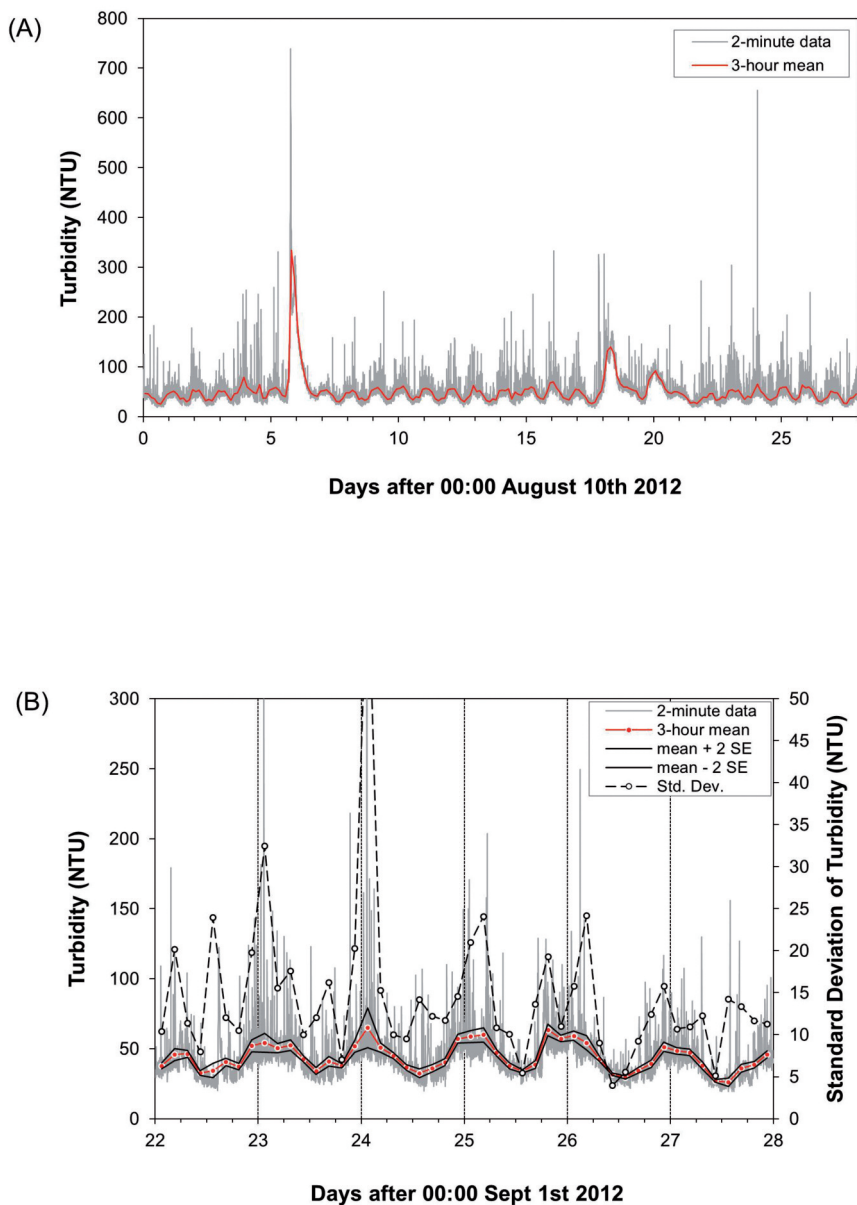 (A)
800
700
600
500
400
300
200
100
0
Turbidity (NTU)
2-minute data
3-hour mean
0 5 10 15 20 25
Days after 00:00 August 10th 2012
(B)
300
250
200
150
100
50
0
Turbidity (NTU)
2-minute data
3-hour mean
mean + 2 SE
mean - 2 SE
Std. Dev.
50
45
40
35
30
25
20
15
10
5
0
Standard Deviation of Turbidity (NTU)
22 23 24 25 26 27 28
Days after 00:00 Sept 1st 2012